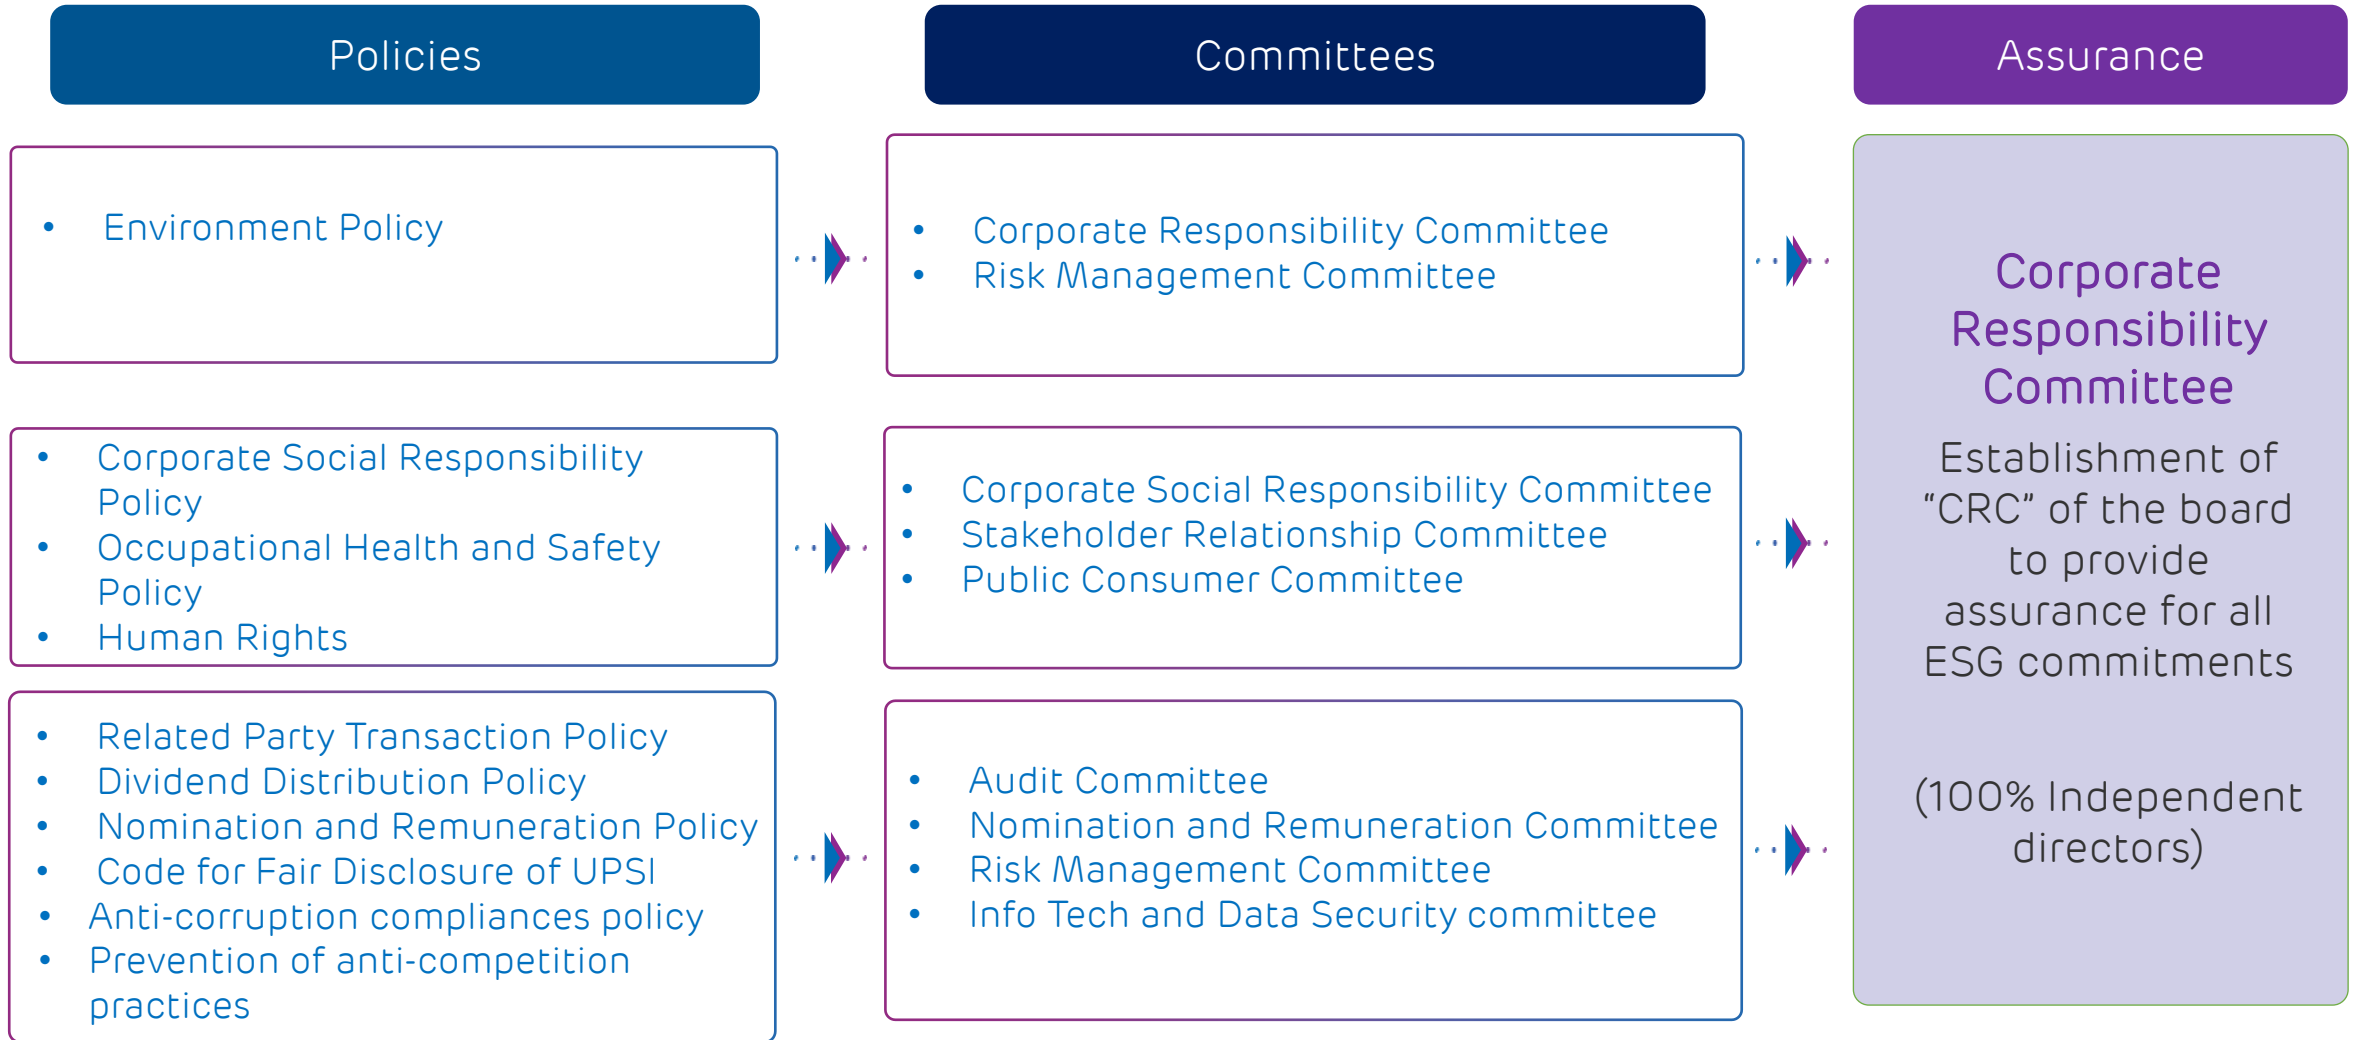 Policies
Committees
Assurance
• Environment Policy
• Corporate Responsibility Committee
• Risk Management Committee
• Corporate Social Responsibility
Policy
• Occupational Health and Safety
Policy
• Human Rights
• Corporate Social Responsibility Committee
• Stakeholder Relationship Committee
• Public Consumer Committee
• Related Party Transaction Policy
• Dividend Distribution Policy
• Nomination and Remuneration Policy
• Code for Fair Disclosure of UPSI
• Anti-corruption compliances policy
• Prevention of anti-competition
practices
• Audit Committee
• Nomination and Remuneration Committee
• Risk Management Committee
• Info Tech and Data Security committee
Corporate
Responsibility
Committee
Establishment of
“CRC” of the board
to provide
assurance for all
ESG commitments
(100% Independent
directors)